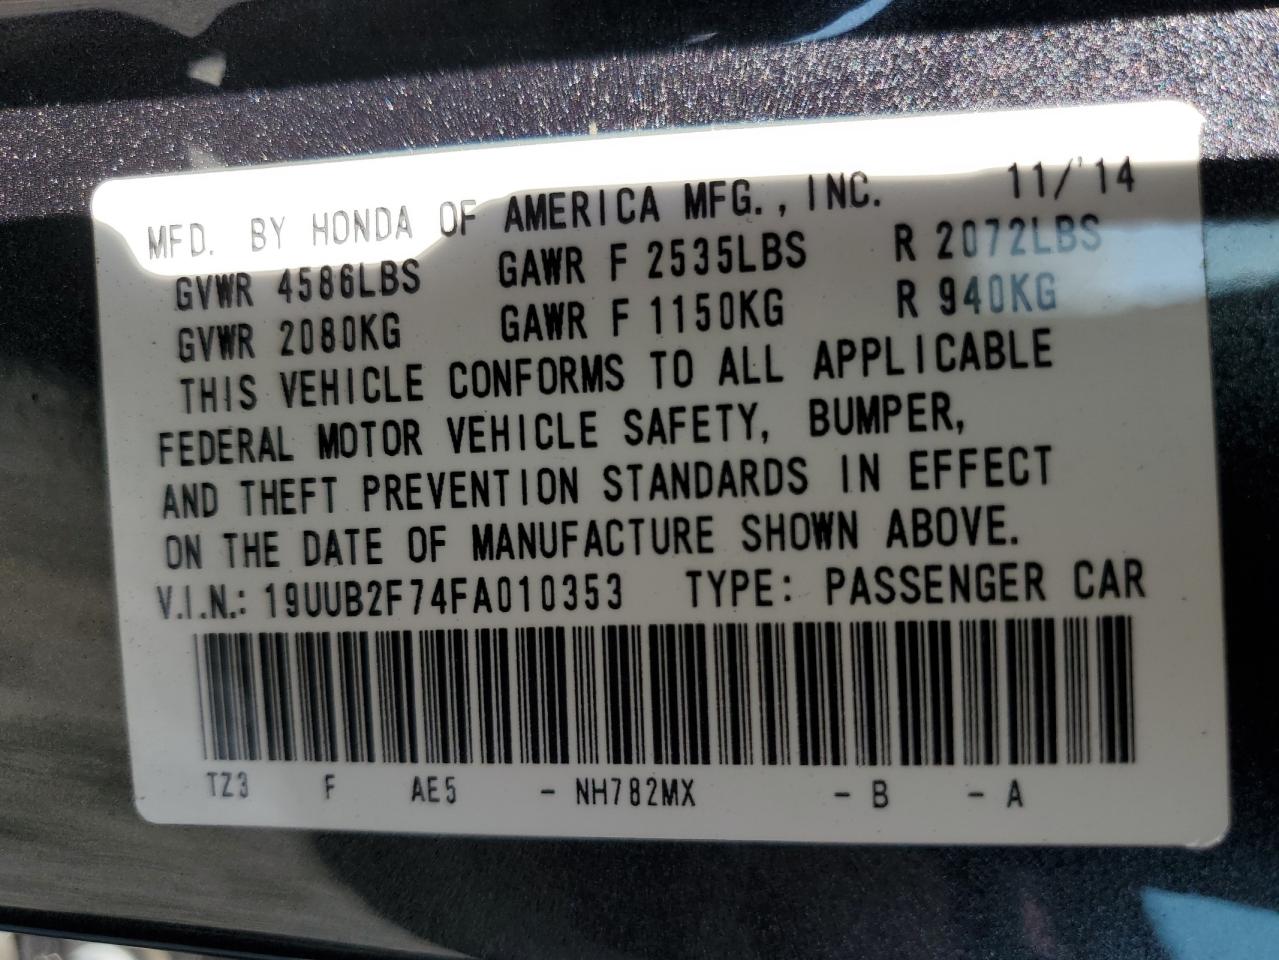 MFD. BY HONDA OF AMERICA MFG., INC. 11/'14
GVWR 4586LBS GAWR F 2535LBS R 2072LBS
GVWR 2080KG GAWR F 1150KG R 940KG
THIS VEHICLE CONFORMS TO ALL APPLICABLE
FEDERAL MOTOR VEHICLE SAFETY, BUMPER,
AND THEFT PREVENTION STANDARDS IN EFFECT
ON THE DATE OF MANUFACTURE SHOWN ABOVE.
V.I.N.: 19UUB2F74FA010353 TYPE: PASSENGER CAR
TZ3 F AE5 - NH782MX - B - A